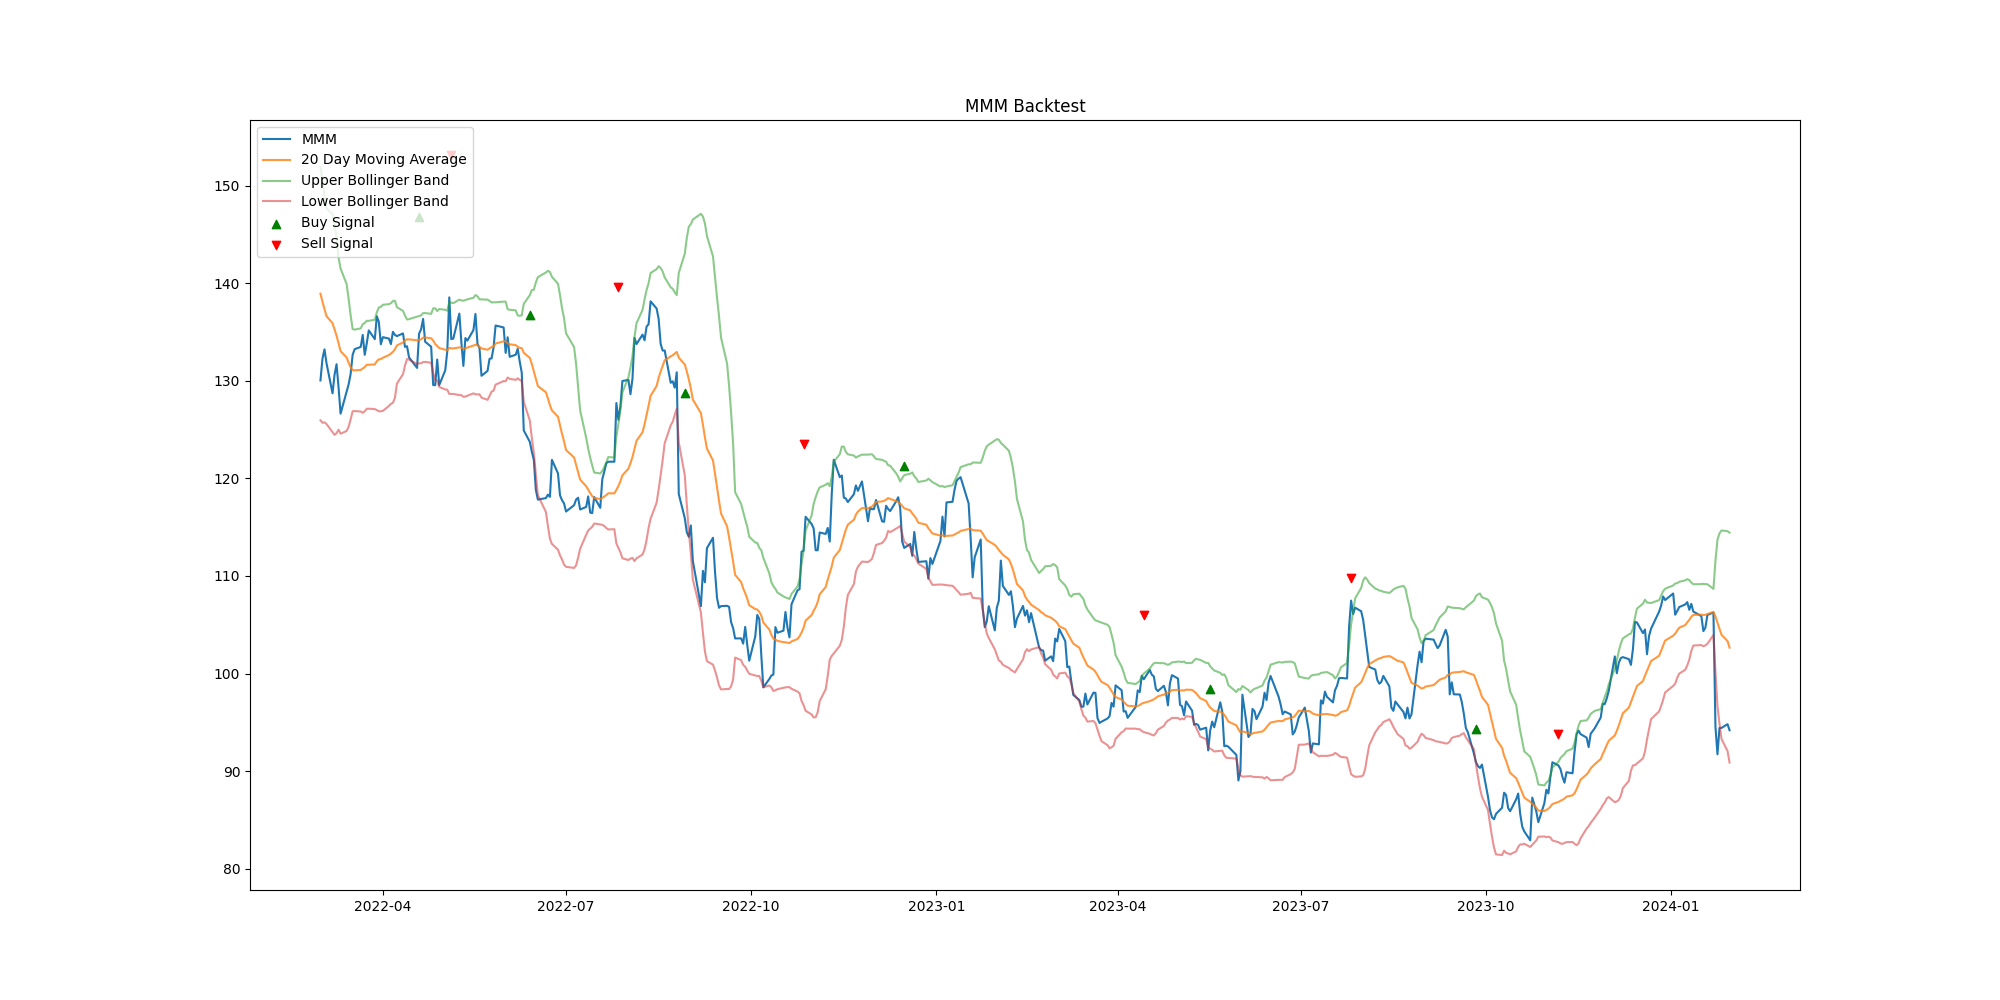 MMM Backtest
MMM
20 Day Moving Average
Upper Bollinger Band
Lower Bollinger Band
Buy Signal
Sell Signal
150
140
130
120
110
100
90
80
2022-04 2022-07 2022-10 2023-01 2023-04 2023-07 2023-10 2024-01